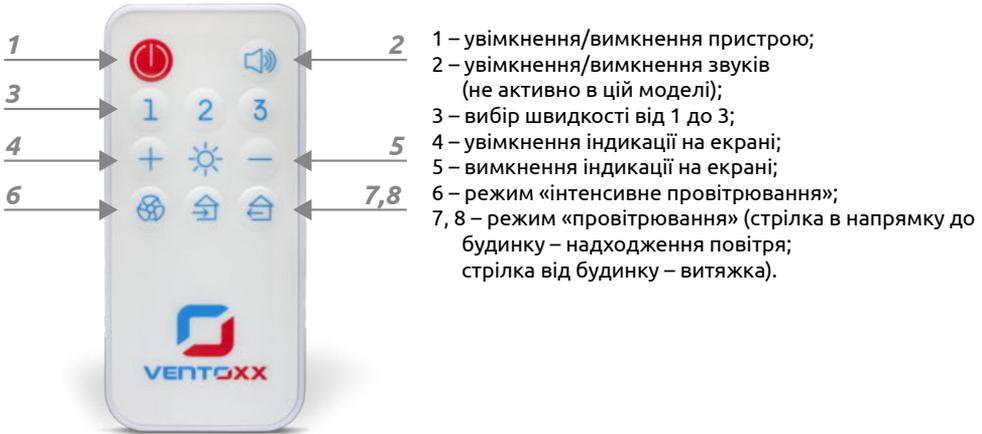 1
2
3
1 2 3
4
5
6
7,8
VENTOXX
1 – увімкнення/вимкнення пристрою;
2 – увімкнення/вимкнення звуків
(не активно в цій моделі);
3 – вибір швидкості від 1 до 3;
4 – увімкнення індикації на екрані;
5 – вимкнення індикації на екрані;
6 – режим «інтенсивне провітрювання»;
7, 8 – режим «провітрювання» (стрілка в напрямку до
будинку – надходження повітря;
стрілка від будинку – витяжка).